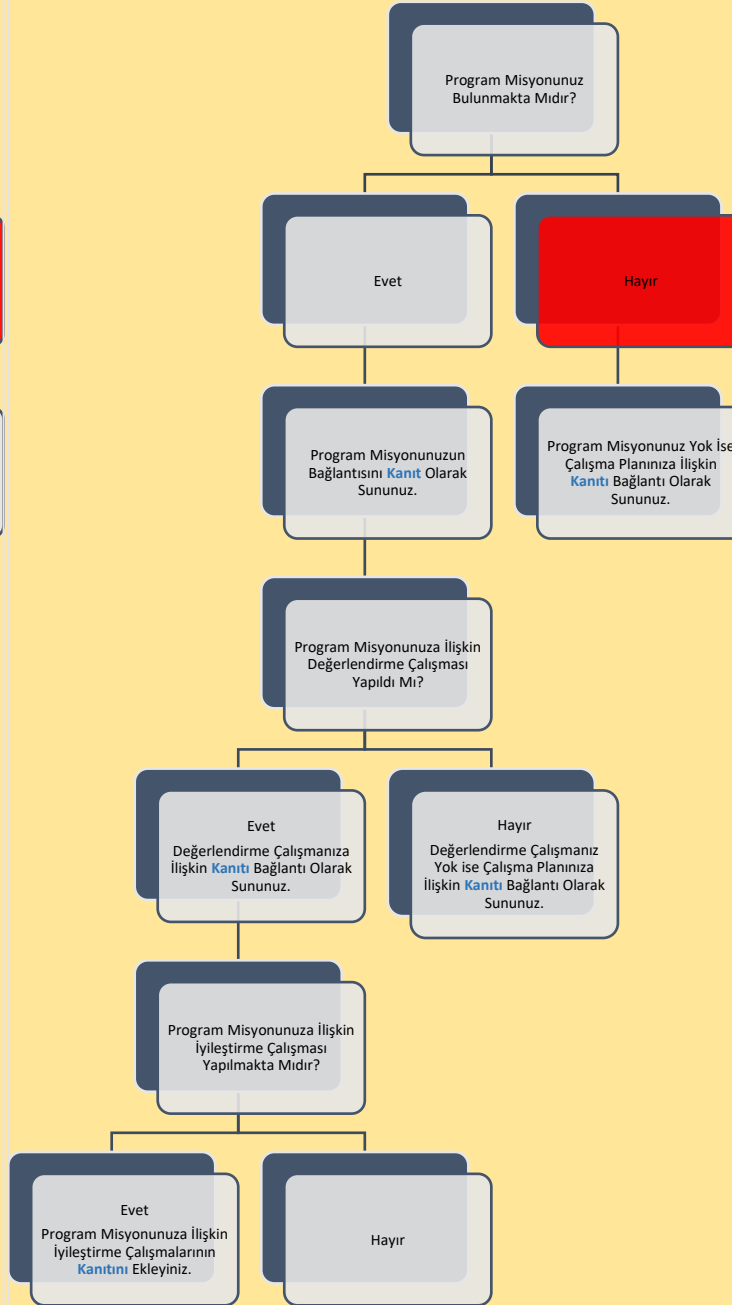 Program Misyonunuz
Bulunmakta Mıdır?
Evet
Hayır
Program Misyonunuzun
Bağlantısını Kanıt Olarak
Sununuz.
Program Misyonunuz Yok İse
Çalışma Planınıza İlişkin
Kanıtı Bağlantı Olarak
Sununuz.
Program Misyonunuza İlişkin
Değerlendirme Çalışması
Yapıldı Mı?
Evet
Değerlendirme Çalışmanıza
İlişkin Kanıtı Bağlantı Olarak
Sununuz.
Hayır
Değerlendirme Çalışmanız
Yok ise Çalışma Planınıza
İlişkin Kanıtı Bağlantı Olarak
Sununuz.
Program Misyonunuza İlişkin
İyileştirme Çalışması
Yapılmakta Mıdır?
Evet
Program Misyonunuza İlişkin
İyileştirme Çalışmalarının
Kanıtını Ekleyiniz.
Hayır